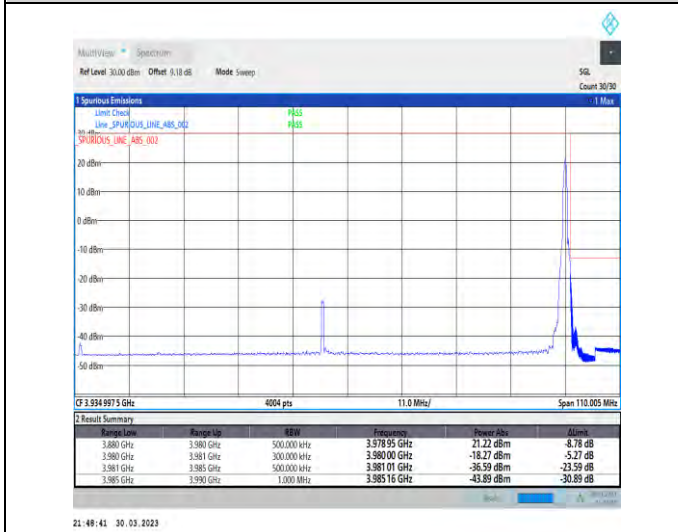 MultiView Spectrum
Ref Level 30.00 dBm Offset 9.18 dB Mode Sweep SGL
Count 30/30
1 Spurious Emissions 1 Max
Limit Check PASS
Line _SPURIOUS_LINE_ABS_002 PASS
30 dBm
_SPURIOUS_LINE_ABS_002
20 dBm
10 dBm
0 dBm
-10 dBm
-20 dBm
-30 dBm
-40 dBm
-50 dBm
CF 3.934 997 5 GHz 4004 pts 11.0 MHz/ Span 110.005 MHz
2 Result Summary
Range Low Range Up RBW Frequency Power Abs ΔLimit
3.880 GHz 3.980 GHz 500.000 kHz 3.978 95 GHz 21.22 dBm -8.78 dB
3.980 GHz 3.981 GHz 300.000 kHz 3.980 00 GHz -18.27 dBm -5.27 dB
3.981 GHz 3.985 GHz 500.000 kHz 3.981 01 GHz -36.59 dBm -23.59 dB
3.985 GHz 3.990 GHz 1.000 MHz 3.985 16 GHz -43.89 dBm -30.89 dB
21:48:41 30.03.2023